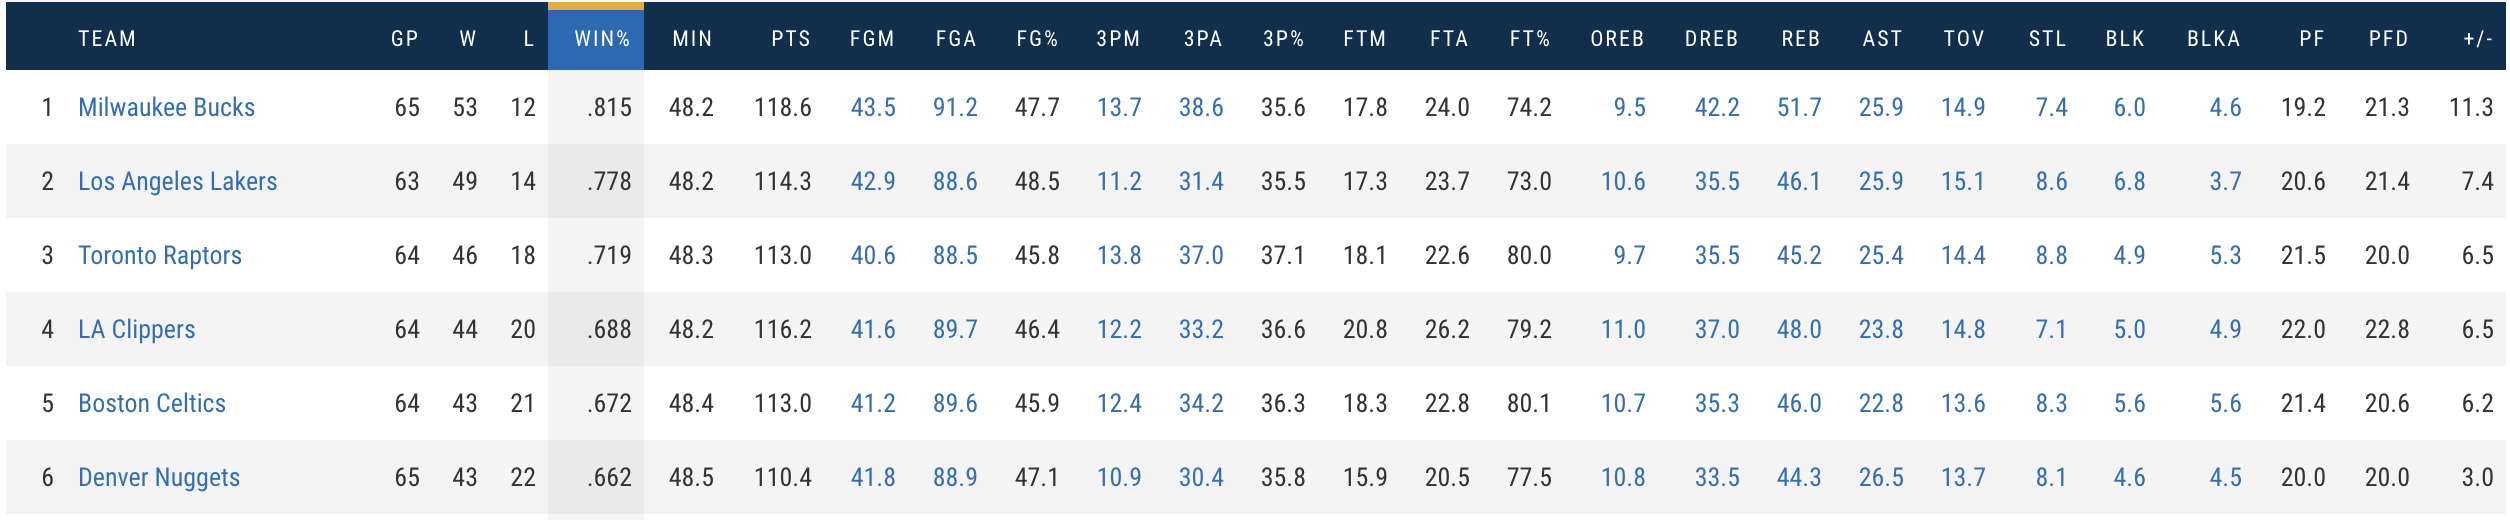 TEAM GP W L WIN% MIN PTS FGM FGA FG% 3PM 3PA 3P% FTM FTA FT% OREB DREB REB AST TOV STL BLK BLKA PF PFD +/-
1 Milwaukee Bucks 65 53 12 .815 48.2 118.6 43.5 91.2 47.7 13.7 38.6 35.6 17.8 24.0 74.2 9.5 42.2 51.7 25.9 14.9 7.4 6.0 4.6 19.2 21.3 11.3
2 Los Angeles Lakers 63 49 14 .778 48.2 114.3 42.9 88.6 48.5 11.2 31.4 35.5 17.3 23.7 73.0 10.6 35.5 46.1 25.9 15.1 8.6 6.8 3.7 20.6 21.4 7.4
3 Toronto Raptors 64 46 18 .719 48.3 113.0 40.6 88.5 45.8 13.8 37.0 37.1 18.1 22.6 80.0 9.7 35.5 45.2 25.4 14.4 8.8 4.9 5.3 21.5 20.0 6.5
4 LA Clippers 64 44 20 .688 48.2 116.2 41.6 89.7 46.4 12.2 33.2 36.6 20.8 26.2 79.2 11.0 37.0 48.0 23.8 14.8 7.1 5.0 4.9 22.0 22.8 6.5
5 Boston Celtics 64 43 21 .672 48.4 113.0 41.2 89.6 45.9 12.4 34.2 36.3 18.3 22.8 80.1 10.7 35.3 46.0 22.8 13.6 8.3 5.6 5.6 21.4 20.6 6.2
6 Denver Nuggets 65 43 22 .662 48.5 110.4 41.8 88.9 47.1 10.9 30.4 35.8 15.9 20.5 77.5 10.8 33.5 44.3 26.5 13.7 8.1 4.6 4.5 20.0 20.0 3.0